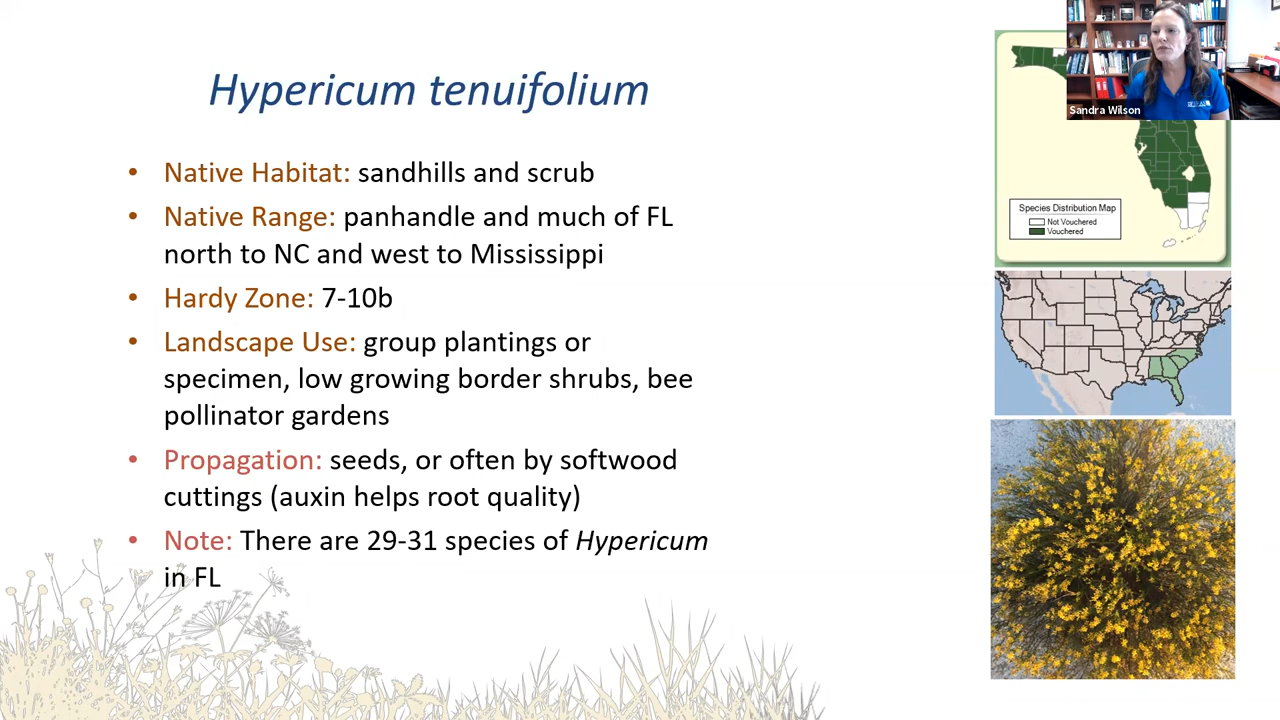 Hypericum tenuifolium
Sandra Wilson
• Native Habitat: sandhills and scrub
• Native Range: panhandle and much of FL
north to NC and west to Mississippi
• Hardy Zone: 7-10b
• Landscape Use: group plantings or
specimen, low growing border shrubs, bee
pollinator gardens
• Propagation: seeds, or often by softwood
cuttings (auxin helps root quality)
• Note: There are 29-31 species of Hypericum
in FL
Species Distribution Map
Not Vouchered
Vouchered